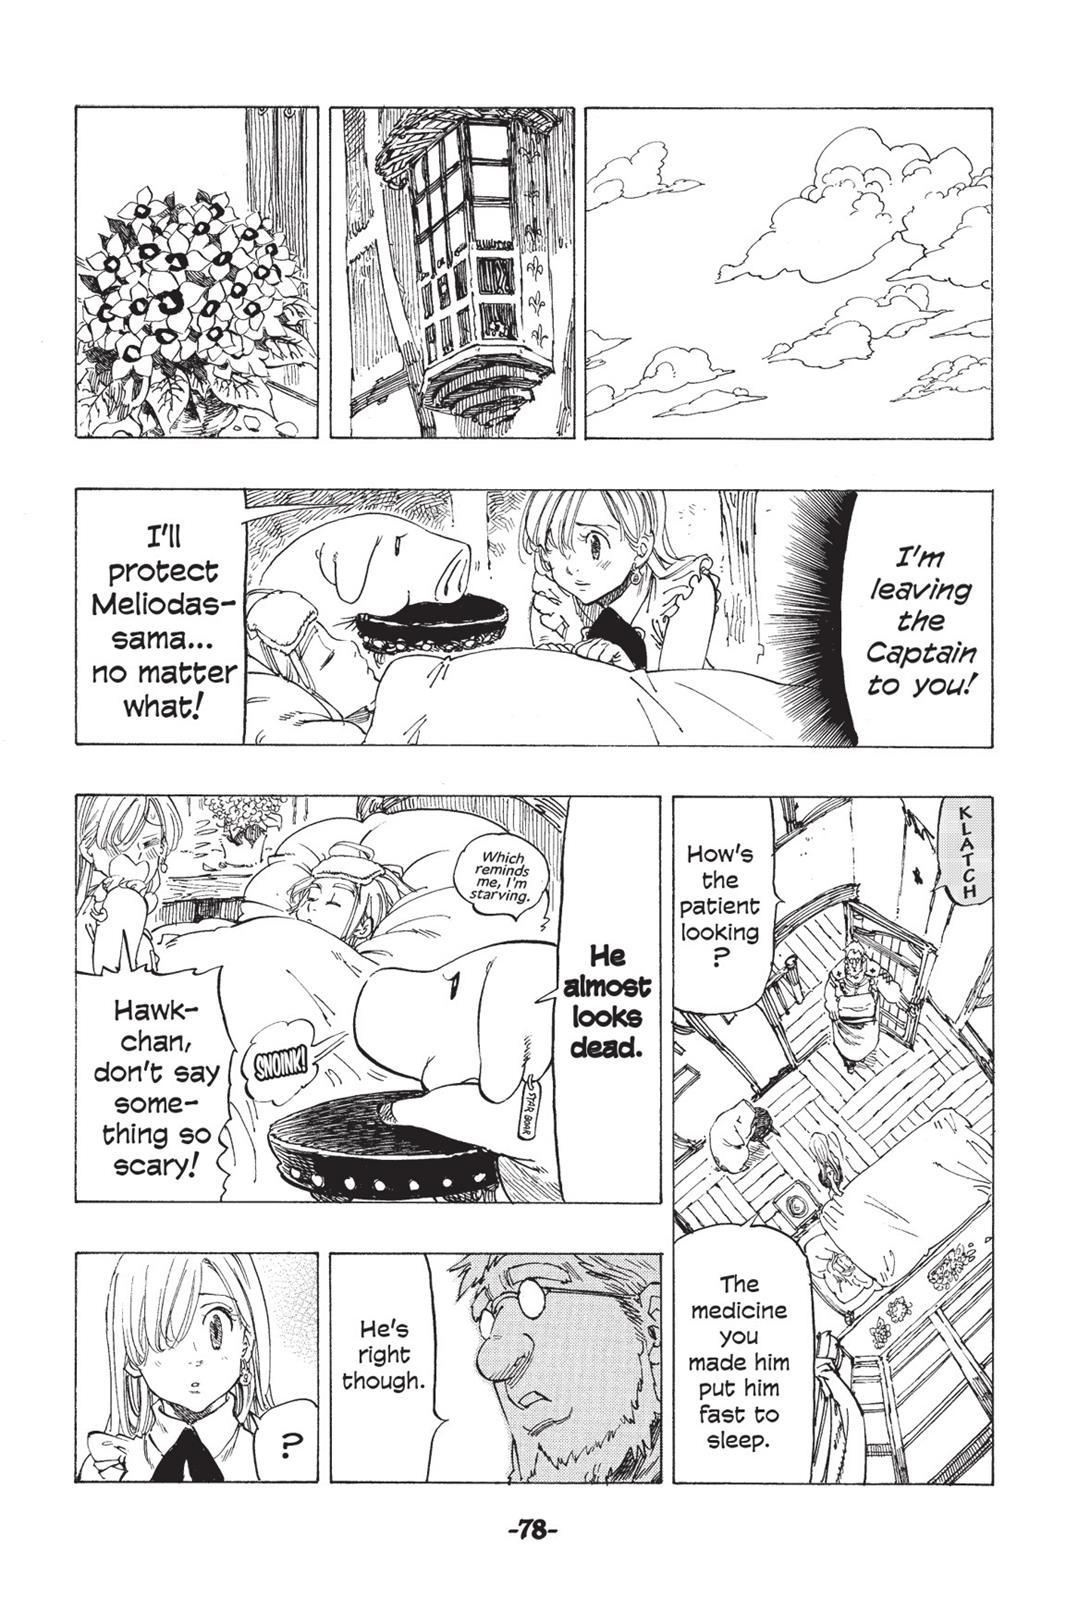 I'm
leaving
the
Captain
to you!
I'll
protect
Meliodas-
sama...
no matter
what!
KLATCH
How's
the
patient
looking
?
The
medicine
you
made him
put him
fast to
sleep.
He
almost
looks
dead.
Which
reminds
me, I'm
starving.
SNOINK!
STAR BOAR
Hawk-
chan,
don't say
some-
thing so
scary!
He's
right
though.
?
-78-